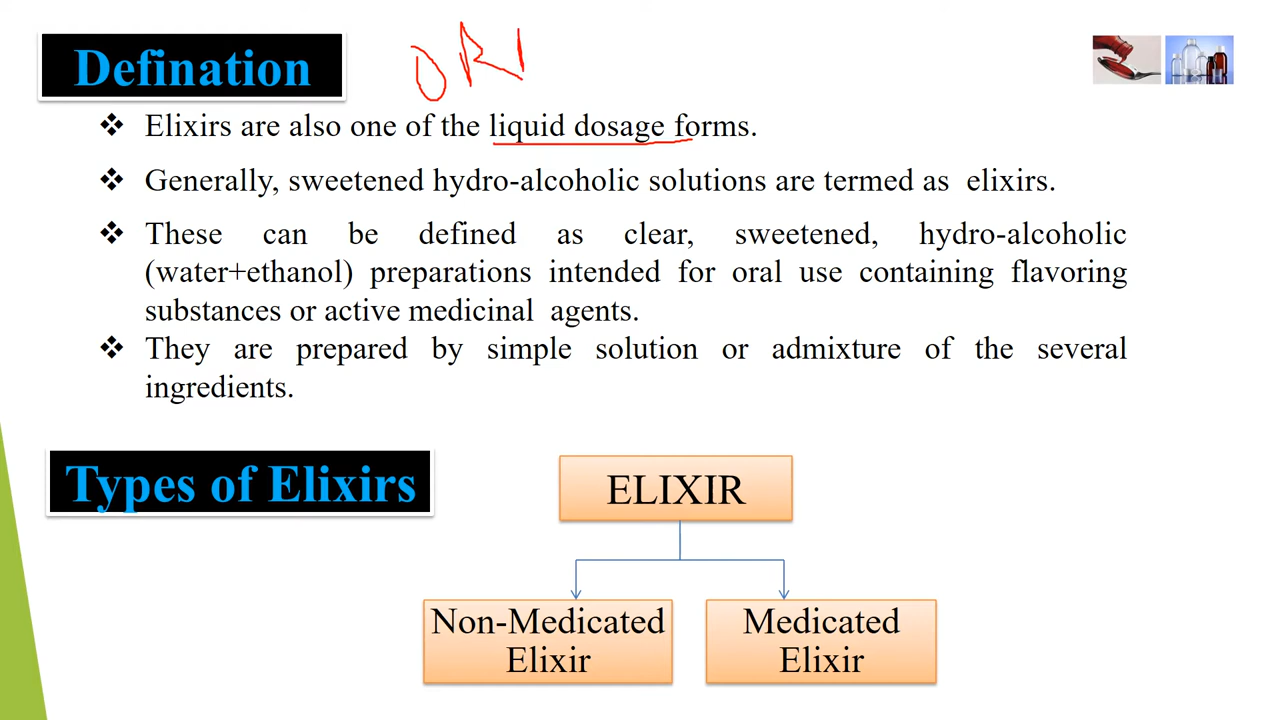 Defination
ORI
❖ Elixirs are also one of the liquid dosage forms.
❖ Generally, sweetened hydro-alcoholic solutions are termed as elixirs.
❖ These can be defined as clear, sweetened, hydro-alcoholic
(water+ethanol) preparations intended for oral use containing flavoring
substances or active medicinal agents.
❖ They are prepared by simple solution or admixture of the several
ingredients.
Types of Elixirs
ELIXIR
Non-Medicated
Elixir
Medicated
Elixir